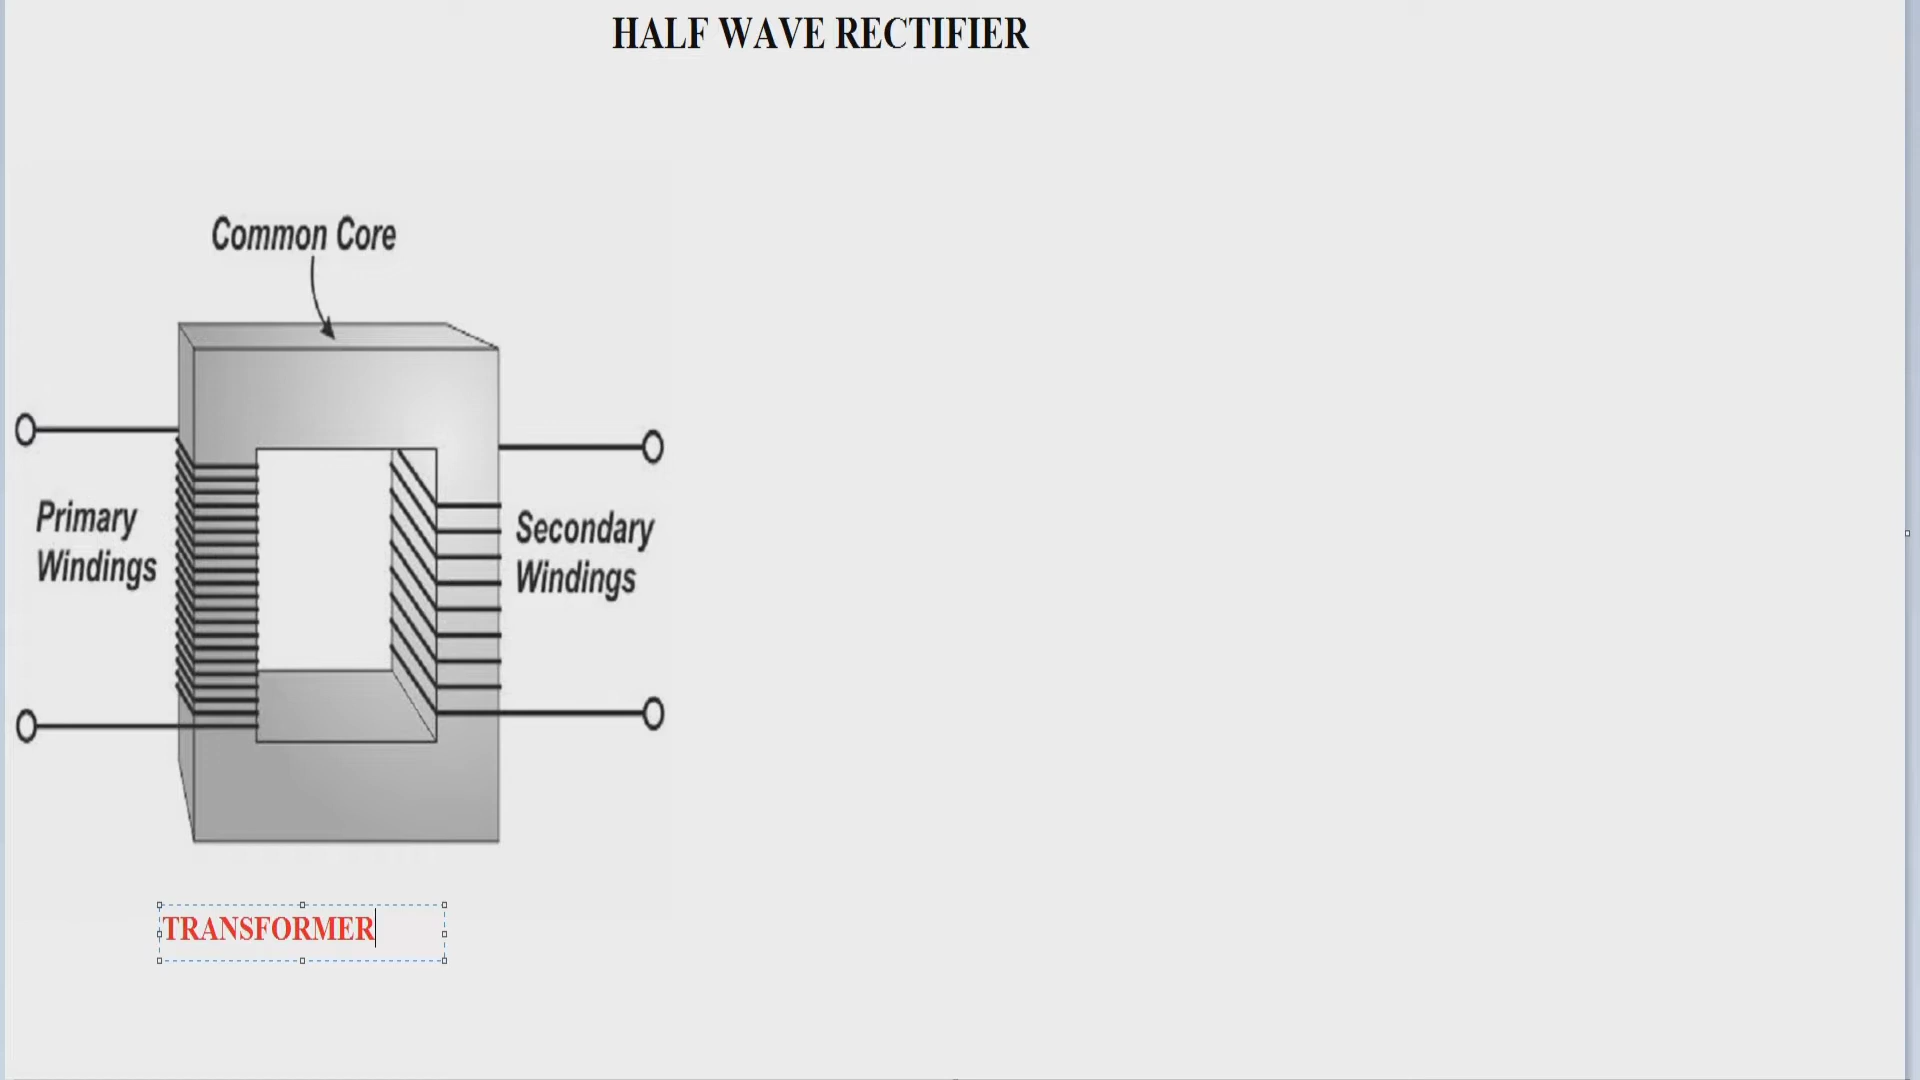 HALF WAVE RECTIFIER
Common Core
Primary
Windings
Secondary
Windings
TRANSFORMER